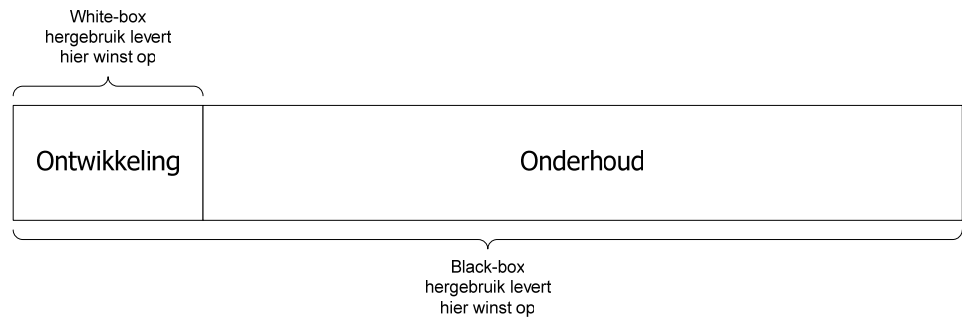 White-box
hergebruik levert
hier winst op
Ontwikkeling
Onderhoud
Black-box
hergebruik levert
hier winst op